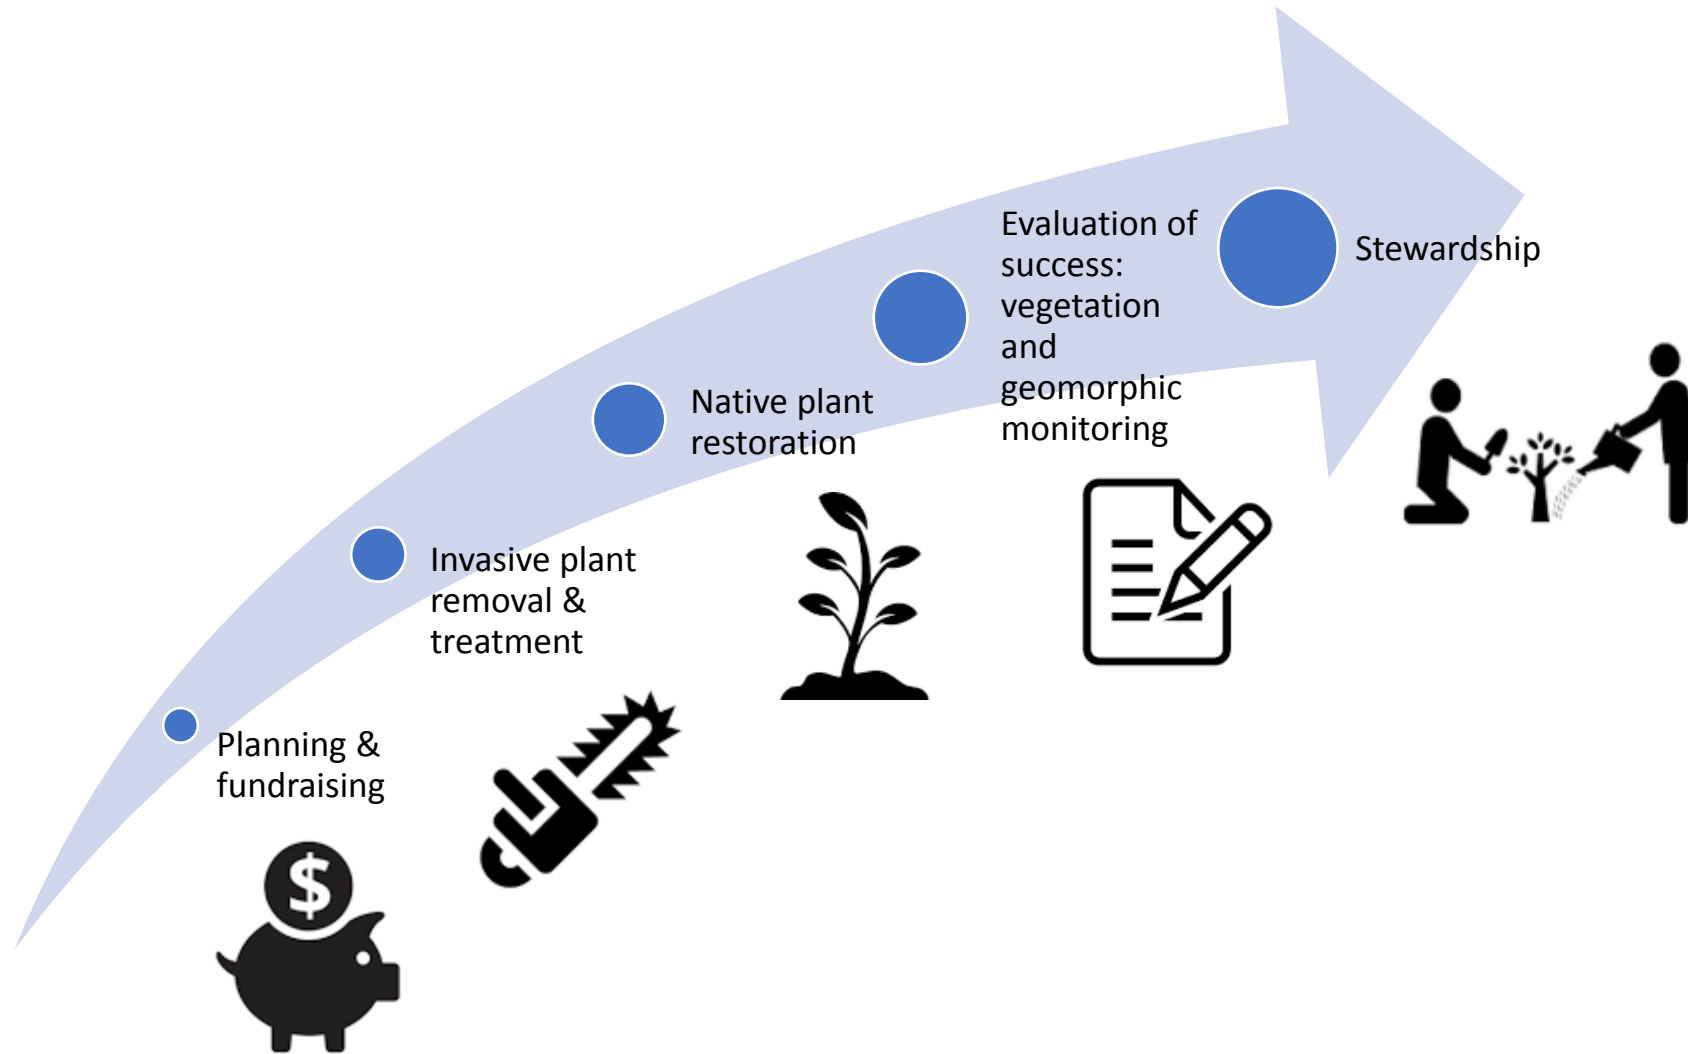 Planning &
fundraising
$
Invasive plant
removal &
treatment
Native plant
restoration
Evaluation of
success:
vegetation
and
geomorphic
monitoring
Stewardship